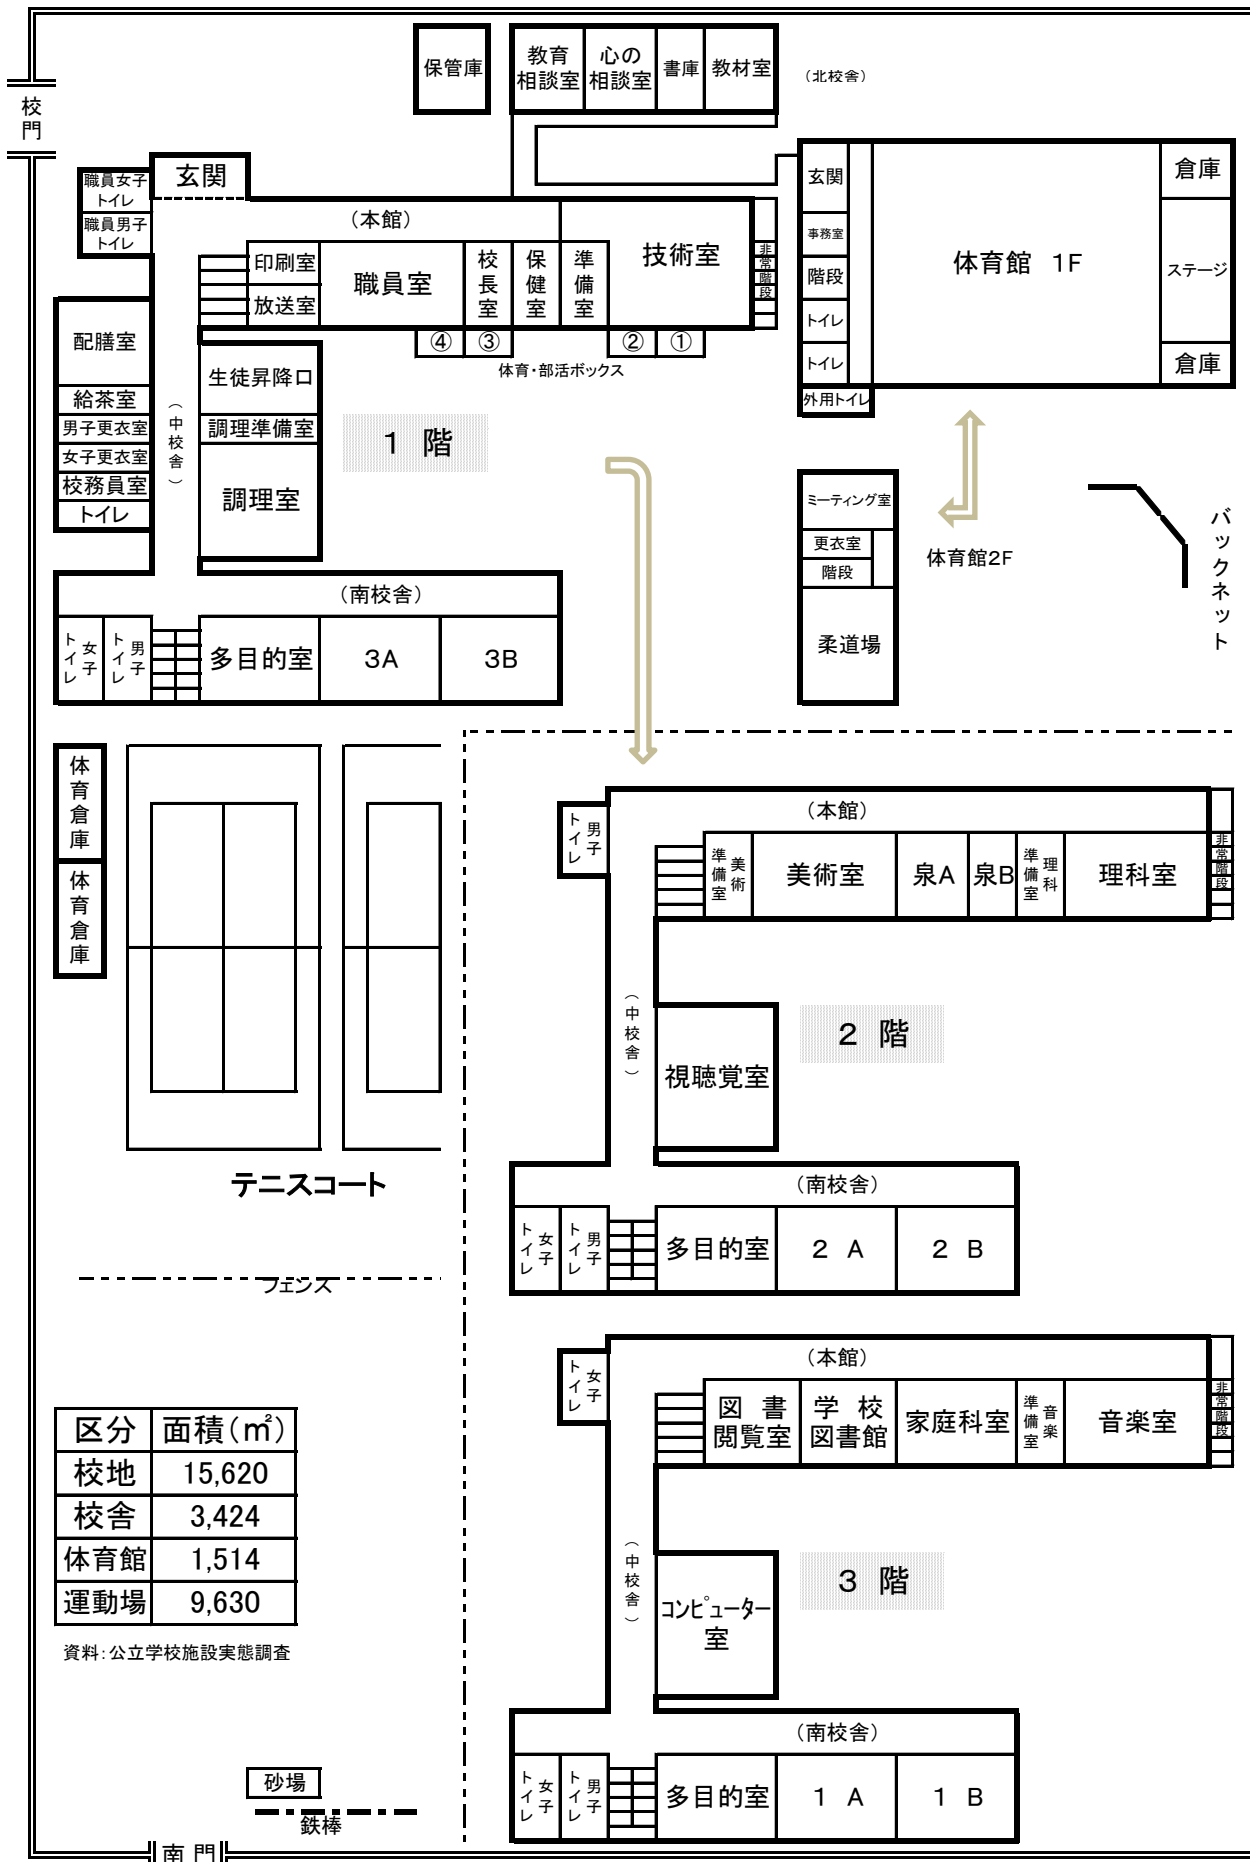 校門
保管庫
教育相談室
心の相談室
書庫
教材室
（北校舎）
職員女子トイレ
職員男子トイレ
玄関
（本館）
印刷室
放送室
職員室
校長室
保健室
準備室
技術室
非常階段
④
③
②
①
体育・部活ボックス
玄関
事務室
階段
トイレ
トイレ
外用トイレ
体育館 1F
倉庫
ステージ
倉庫
配膳室
給茶室
男子更衣室
女子更衣室
校務員室
トイレ
（中校舎）
生徒昇降口
調理準備室
調理室
1 階
ミーティング室
更衣室
階段
柔道場
体育館2F
バックネット
（南校舎）
女子トイレ
男子トイレ
多目的室
3A
3B
体育倉庫
体育倉庫
テニスコート
フェンス
男子トイレ
（本館）
美術準備室
美術室
泉A
泉B
理科準備室
理科室
非常階段
（中校舎）
視聴覚室
2 階
（南校舎）
女子トイレ
男子トイレ
多目的室
2 A
2 B
女子トイレ
（本館）
図書閲覧室
学校図書館
家庭科室
音楽準備室
音楽室
非常階段
（中校舎）
コンピューター室
3 階
（南校舎）
女子トイレ
男子トイレ
多目的室
1 A
1 B
区分 面積(㎡)
校地 15,620
校舎 3,424
体育館 1,514
運動場 9,630
資料：公立学校施設実態調査
砂場
鉄棒
南門